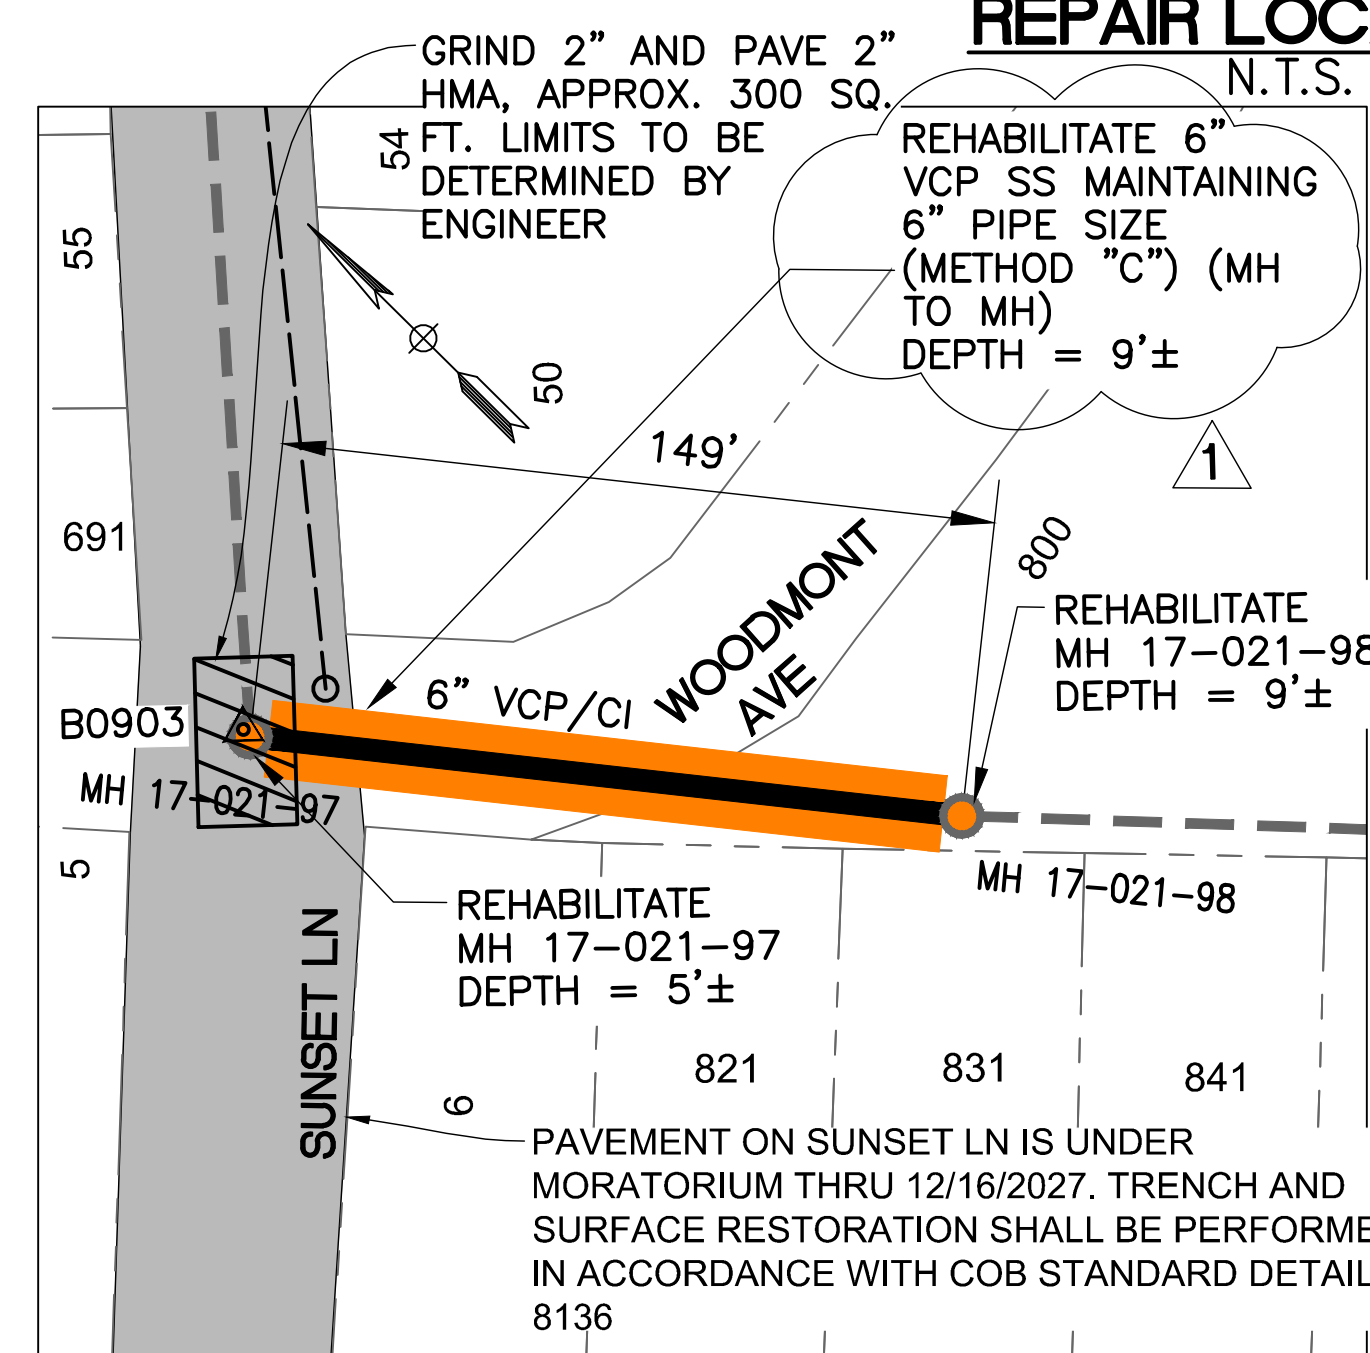 REPAIR LOC
N.T.S.
GRIND 2" AND PAVE 2"
HMA, APPROX. 300 SQ.
FT. LIMITS TO BE
DETERMINED BY
ENGINEER
REHABILITATE 6"
VCP SS MAINTAINING
6" PIPE SIZE
(METHOD "C") (MH
TO MH)
DEPTH = 9'±
54
55
50
149'
1
691
800
WOODMONT
AVE
REHABILITATE
MH 17-021-98
DEPTH = 9'±
6" VCP/CI
B0903
MH 17-021-97
5
MH 17-021-98
REHABILITATE
MH 17-021-97
DEPTH = 5'±
SUNSET LN
821
831
841
6
PAVEMENT ON SUNSET LN IS UNDER
MORATORIUM THRU 12/16/2027. TRENCH AND
SURFACE RESTORATION SHALL BE PERFORME
IN ACCORDANCE WITH COB STANDARD DETAIL
8136